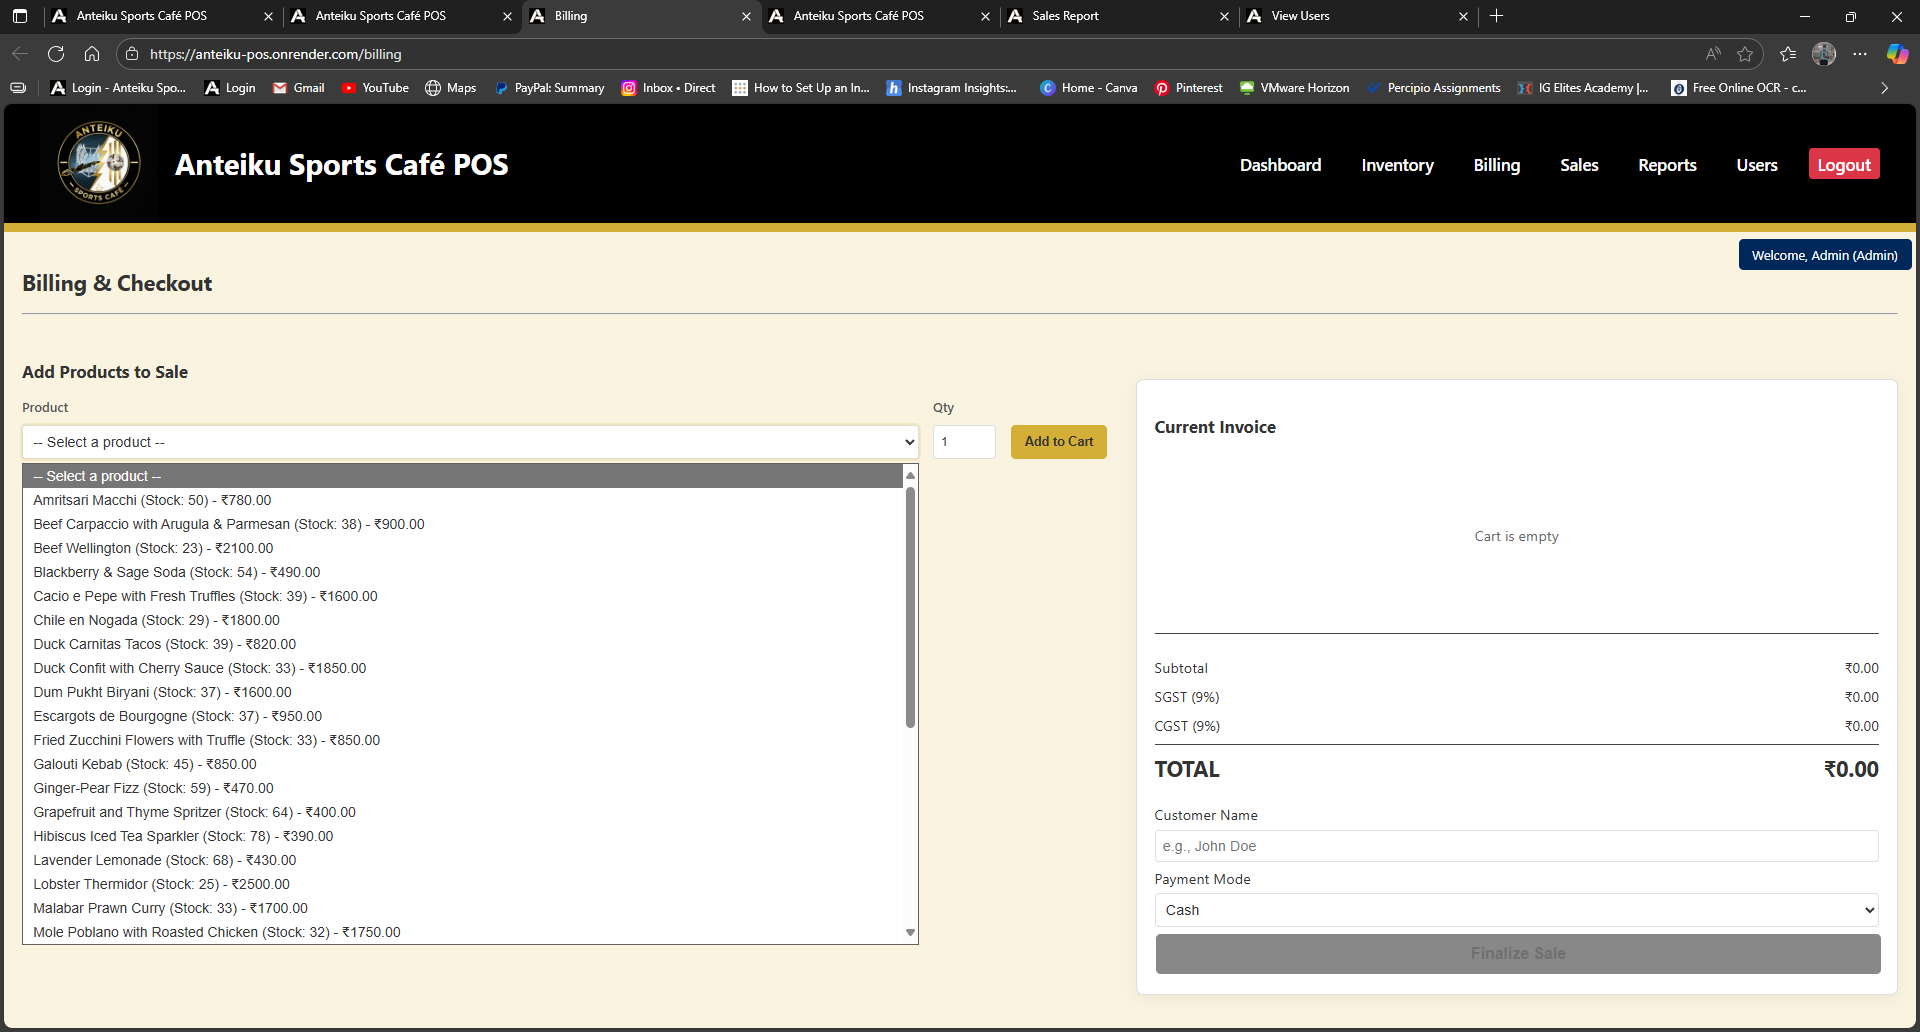 Anteiku Sports Café POS
Anteiku Sports Café POS
Billing
Anteiku Sports Café POS
Sales Report
View Users
https://anteiku-pos.onrender.com/billing
Login - Anteiku Spo...
Login
Gmail
YouTube
Maps
PayPal: Summary
Inbox • Direct
How to Set Up an In...
Instagram Insights:...
Home - Canva
Pinterest
VMware Horizon
Percipio Assignments
IG Elites Academy |...
Free Online OCR - c...
ANTEIKU
SPORTS CAFÉ
Anteiku Sports Café POS
Dashboard
Inventory
Billing
Sales
Reports
Users
Logout
Welcome, Admin (Admin)
Billing & Checkout
Add Products to Sale
Product
Qty
-- Select a product --
1
Add to Cart
-- Select a product --
Amritsari Macchi (Stock: 50) - ₹780.00
Beef Carpaccio with Arugula & Parmesan (Stock: 38) - ₹900.00
Beef Wellington (Stock: 23) - ₹2100.00
Blackberry & Sage Soda (Stock: 54) - ₹490.00
Cacio e Pepe with Fresh Truffles (Stock: 39) - ₹1600.00
Chile en Nogada (Stock: 29) - ₹1800.00
Duck Carnitas Tacos (Stock: 39) - ₹820.00
Duck Confit with Cherry Sauce (Stock: 33) - ₹1850.00
Dum Pukht Biryani (Stock: 37) - ₹1600.00
Escargots de Bourgogne (Stock: 37) - ₹950.00
Fried Zucchini Flowers with Truffle (Stock: 33) - ₹850.00
Galouti Kebab (Stock: 45) - ₹850.00
Ginger-Pear Fizz (Stock: 59) - ₹470.00
Grapefruit and Thyme Spritzer (Stock: 64) - ₹400.00
Hibiscus Iced Tea Sparkler (Stock: 78) - ₹390.00
Lavender Lemonade (Stock: 68) - ₹430.00
Lobster Thermidor (Stock: 25) - ₹2500.00
Malabar Prawn Curry (Stock: 33) - ₹1700.00
Mole Poblano with Roasted Chicken (Stock: 32) - ₹1750.00
Current Invoice
Cart is empty
Subtotal ₹0.00
SGST (9%) ₹0.00
CGST (9%) ₹0.00
TOTAL ₹0.00
Customer Name
e.g., John Doe
Payment Mode
Cash
Finalize Sale